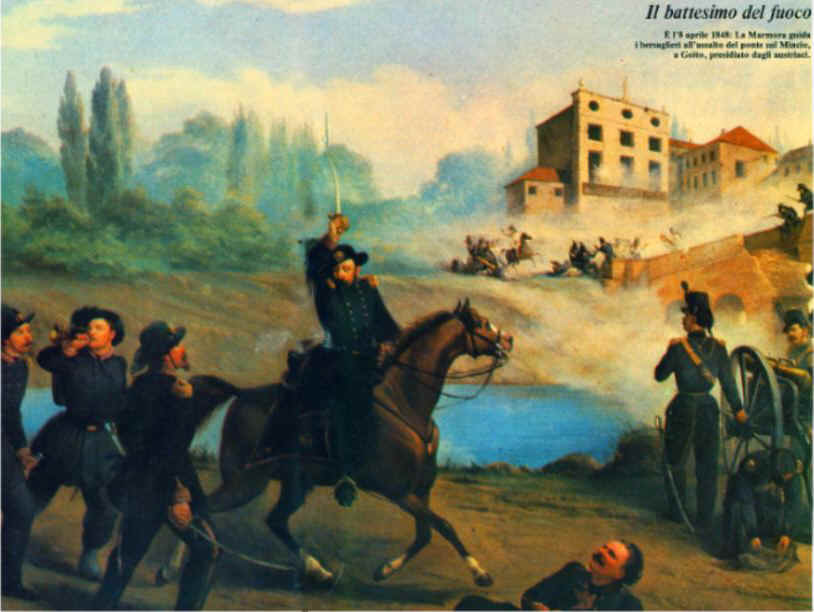 Il battesimo del fuoco
È l'8 aprile 1848: La Marmora guida
i bersaglieri all'assalto del ponte sul Mincio,
a Goito, presidiato dagli austriaci.